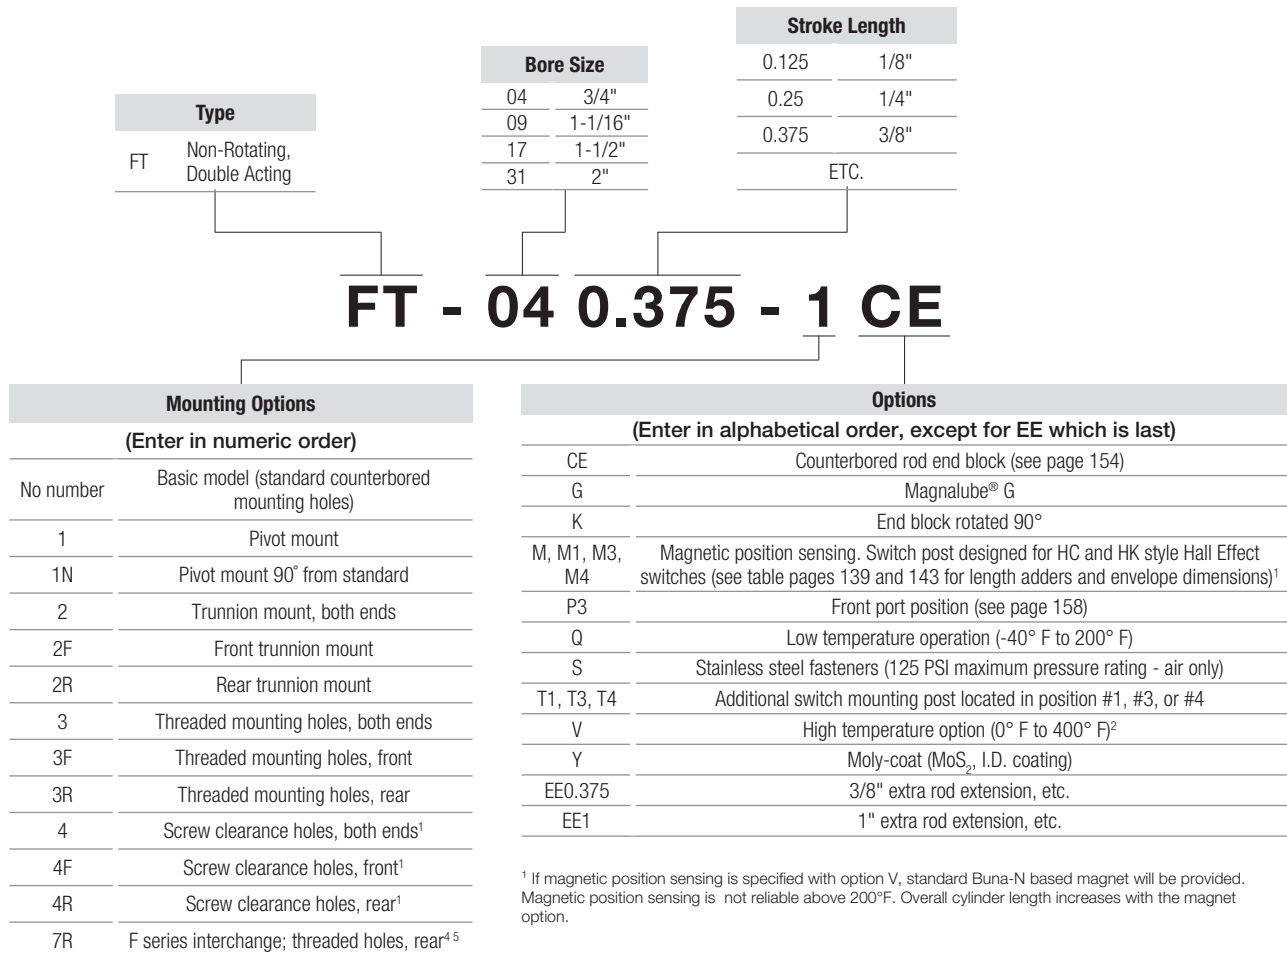 Stroke Length
0.125 1/8"
0.25 1/4"
0.375 3/8"
ETC.
Bore Size
04 3/4"
09 1-1/16"
17 1-1/2"
31 2"
Type
FT Non-Rotating,
Double Acting
FT - 04 0.375 - 1 CE
Mounting Options
(Enter in numeric order)
No number Basic model (standard counterbored
mounting holes)
1 Pivot mount
1N Pivot mount 90° from standard
2 Trunnion mount, both ends
2F Front trunnion mount
2R Rear trunnion mount
3 Threaded mounting holes, both ends
3F Threaded mounting holes, front
3R Threaded mounting holes, rear
4 Screw clearance holes, both ends¹
4F Screw clearance holes, front¹
4R Screw clearance holes, rear¹
7R F series interchange; threaded holes, rear⁴ ⁵
Options
(Enter in alphabetical order, except for EE which is last)
CE Counterbored rod end block (see page 154)
G Magnalube® G
K End block rotated 90°
M, M1, M3, Magnetic position sensing. Switch post designed for HC and HK style Hall Effect
M4 switches (see table pages 139 and 143 for length adders and envelope dimensions)¹
P3 Front port position (see page 158)
Q Low temperature operation (-40° F to 200° F)
S Stainless steel fasteners (125 PSI maximum pressure rating - air only)
T1, T3, T4 Additional switch mounting post located in position #1, #3, or #4
V High temperature option (0° F to 400° F)²
Y Moly-coat (MoS₂, I.D. coating)
EE0.375 3/8" extra rod extension, etc.
EE1 1" extra rod extension, etc.
¹ If magnetic position sensing is specified with option V, standard Buna-N based magnet will be provided.
Magnetic position sensing is not reliable above 200°F. Overall cylinder length increases with the magnet
option.